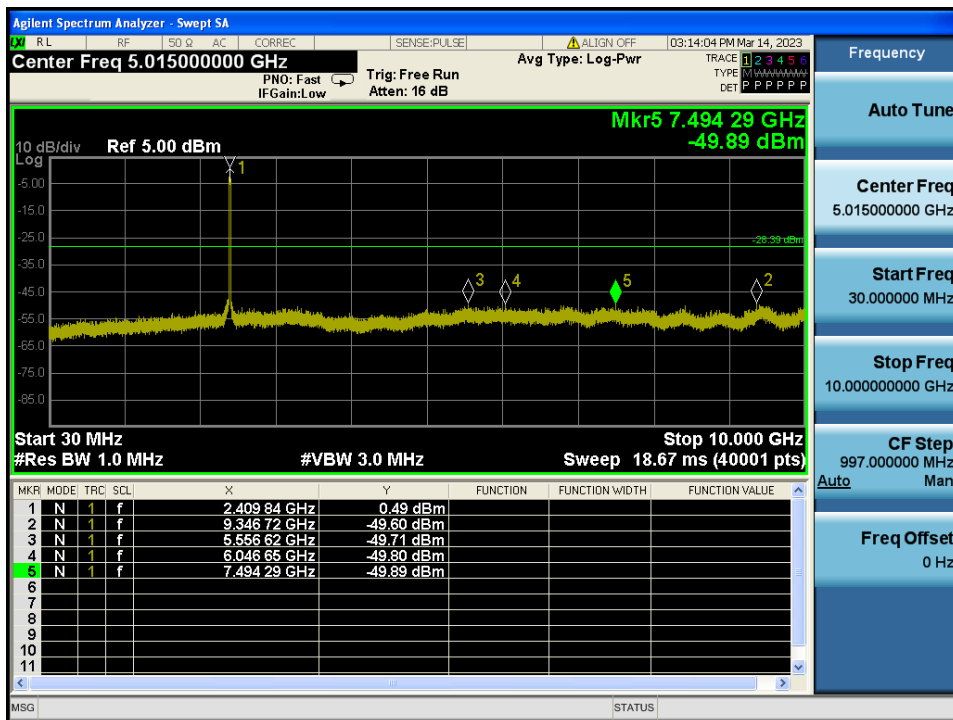 Agilent Spectrum Analyzer - Swept SA
LXI RL RF 50 Ω AC CORREC SENSE:PULSE ALIGN OFF 03:14:04 PM Mar 14, 2023
Center Freq 5.015000000 GHz
PNO: Fast
IFGain:Low
Trig: Free Run
Atten: 16 dB
Avg Type: Log-Pwr
TRACE 1 2 3 4 5 6
TYPE M W W W W W
DET P P P P P P
Mkr5 7.494 29 GHz
-49.89 dBm
10 dB/div Ref 5.00 dBm
Log
-5.00
-15.0
-25.0
-35.0
-45.0
-55.0
-65.0
-75.0
-85.0
1
-28.39 dBm
3
4
5
2
Start 30 MHz
Stop 10.000 GHz
#Res BW 1.0 MHz #VBW 3.0 MHz Sweep 18.67 ms (40001 pts)
MKR MODE TRC SCL X Y FUNCTION FUNCTION WIDTH FUNCTION VALUE
1 N 1 f 2.409 84 GHz 0.49 dBm
2 N 1 f 9.346 72 GHz -49.60 dBm
3 N 1 f 5.556 62 GHz -49.71 dBm
4 N 1 f 6.046 65 GHz -49.80 dBm
5 N 1 f 7.494 29 GHz -49.89 dBm
6
7
8
9
10
11
MSG STATUS
Frequency
Auto Tune
Center Freq
5.015000000 GHz
Start Freq
30.000000 MHz
Stop Freq
10.000000000 GHz
CF Step
997.000000 MHz
Auto Man
Freq Offset
0 Hz